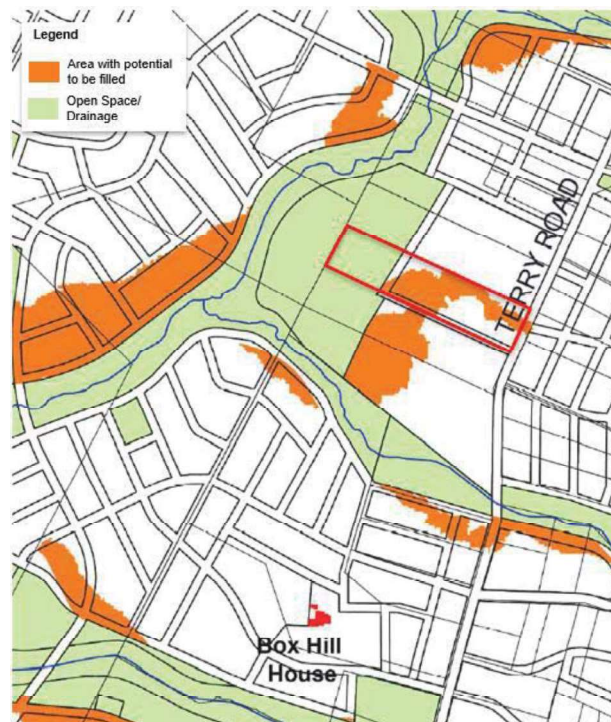 Legend
Area with potential
to be filled
Open Space/
Drainage
TERRY ROAD
Box Hill
House